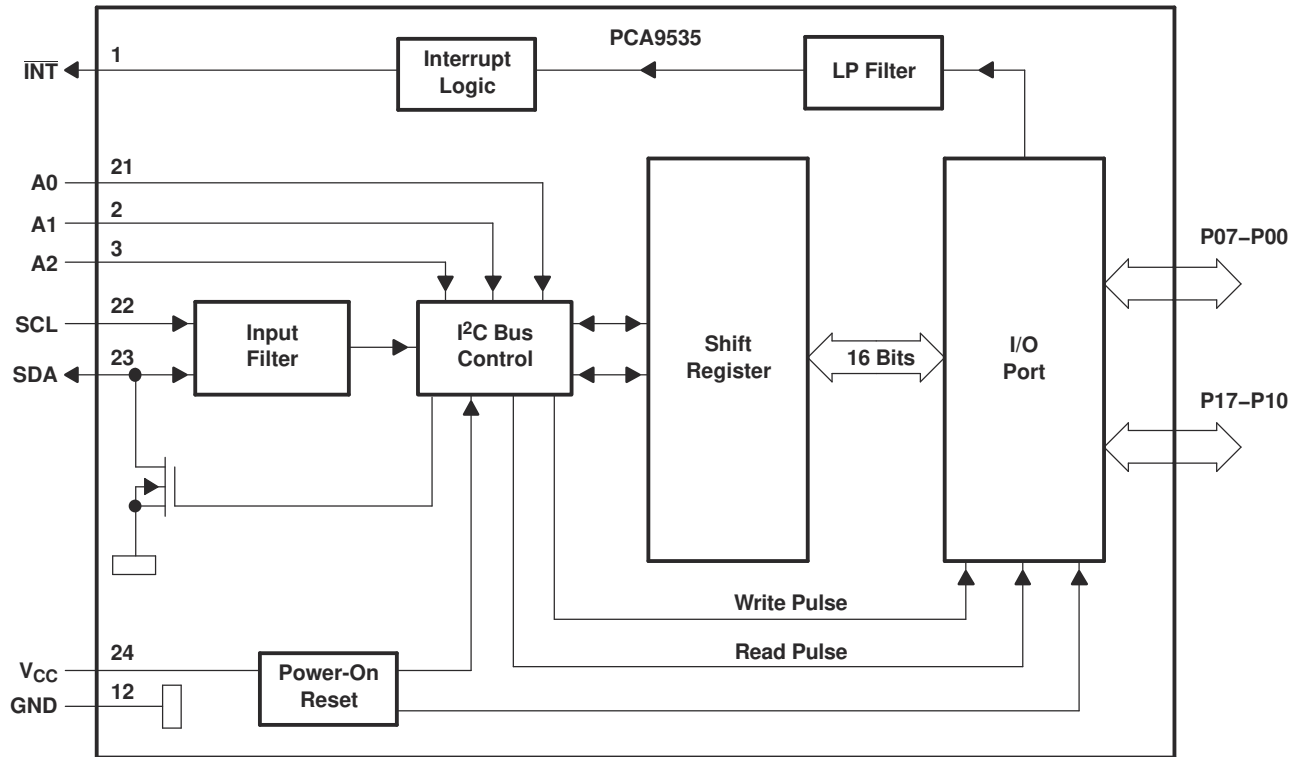 PCA9535
INT
1
Interrupt
Logic
LP Filter
A0
21
A1
2
A2
3
SCL
22
SDA
23
Input
Filter
I2C Bus
Control
Shift
Register
16 Bits
I/O
Port
P07–P00
P17–P10
Write Pulse
Read Pulse
VCC
24
GND
12
Power-On
Reset